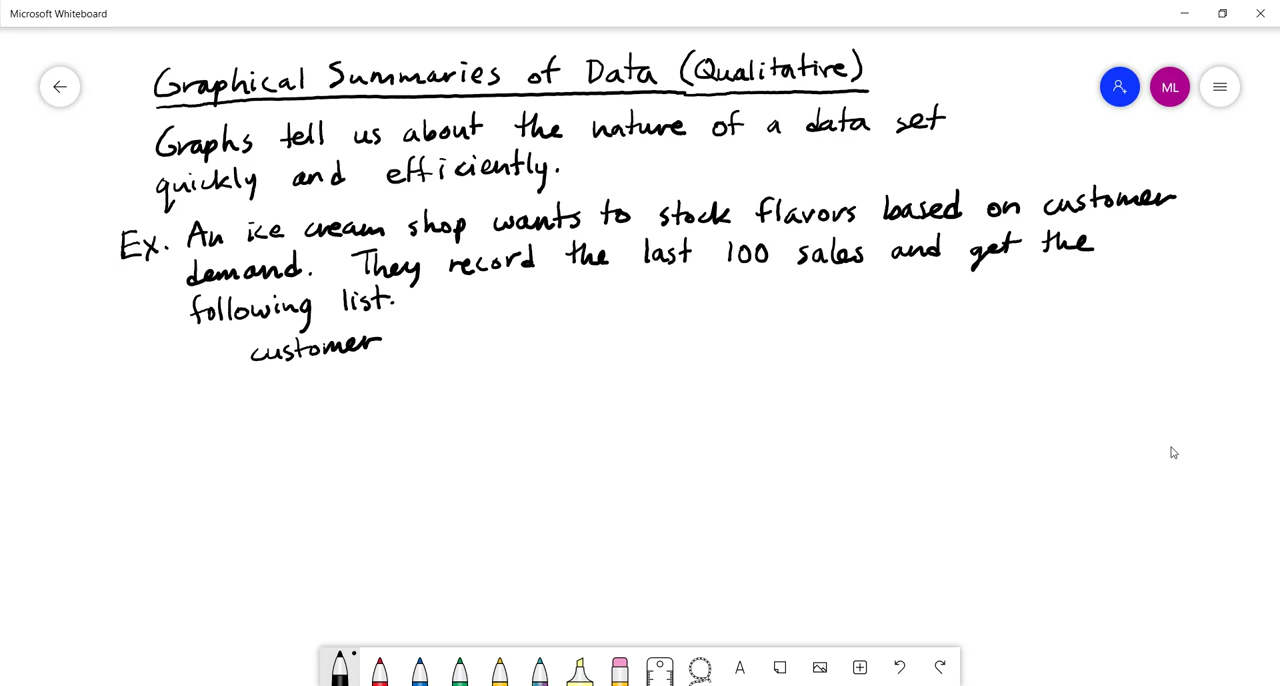 Microsoft Whiteboard
Graphical Summaries of Data (Qualitative)
ML
Graphs tell us about the nature of a data set
quickly and efficiently.
Ex. An ice cream shop wants to stock flavors based on customer
demand. They record the last 100 sales and get the
following list.
customer
A